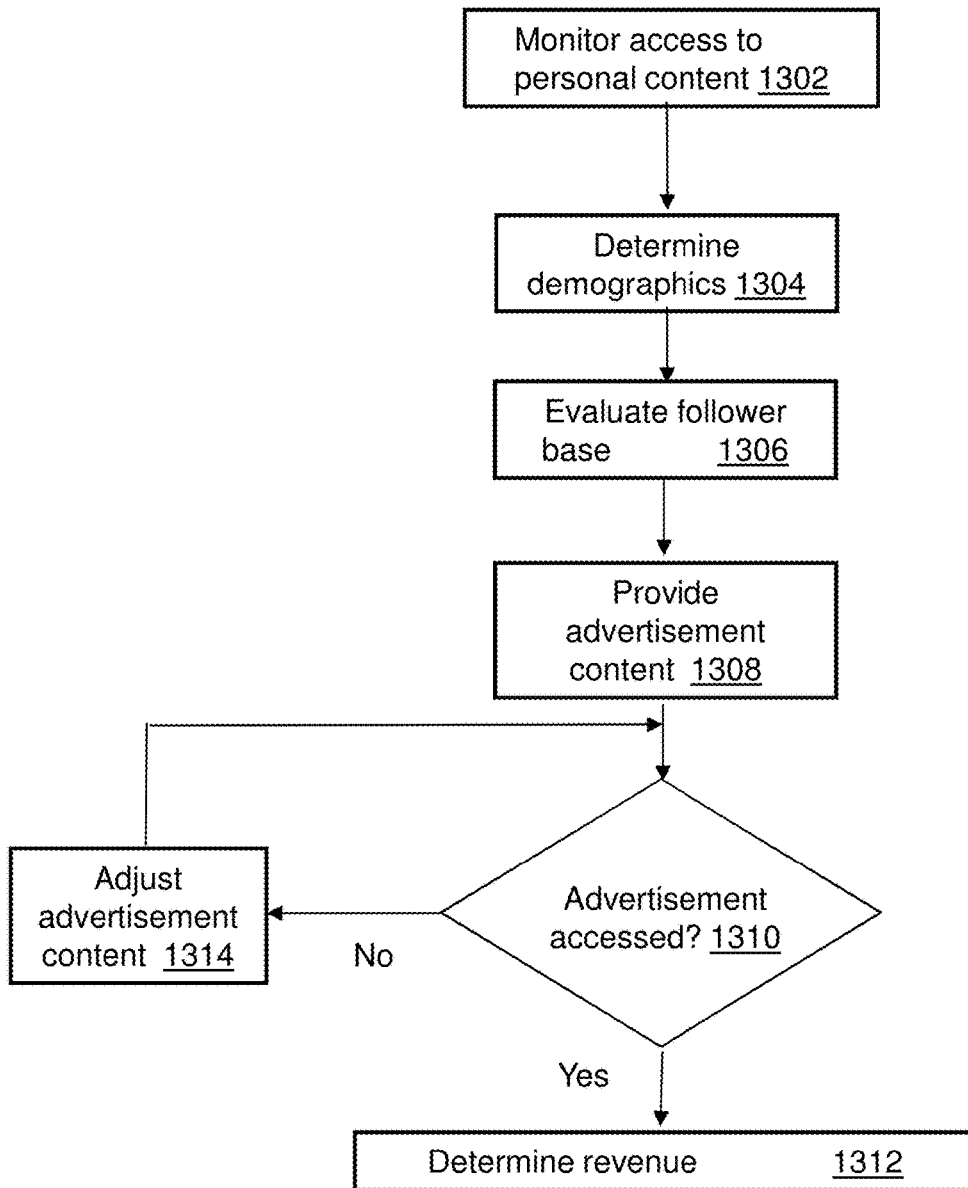 Monitor access to
personal content 1302
Determine
demographics 1304
Evaluate follower
base 1306
Provide
advertisement
content 1308
Adjust
advertisement
content 1314
No
Advertisement
accessed? 1310
Yes
Determine revenue 1312